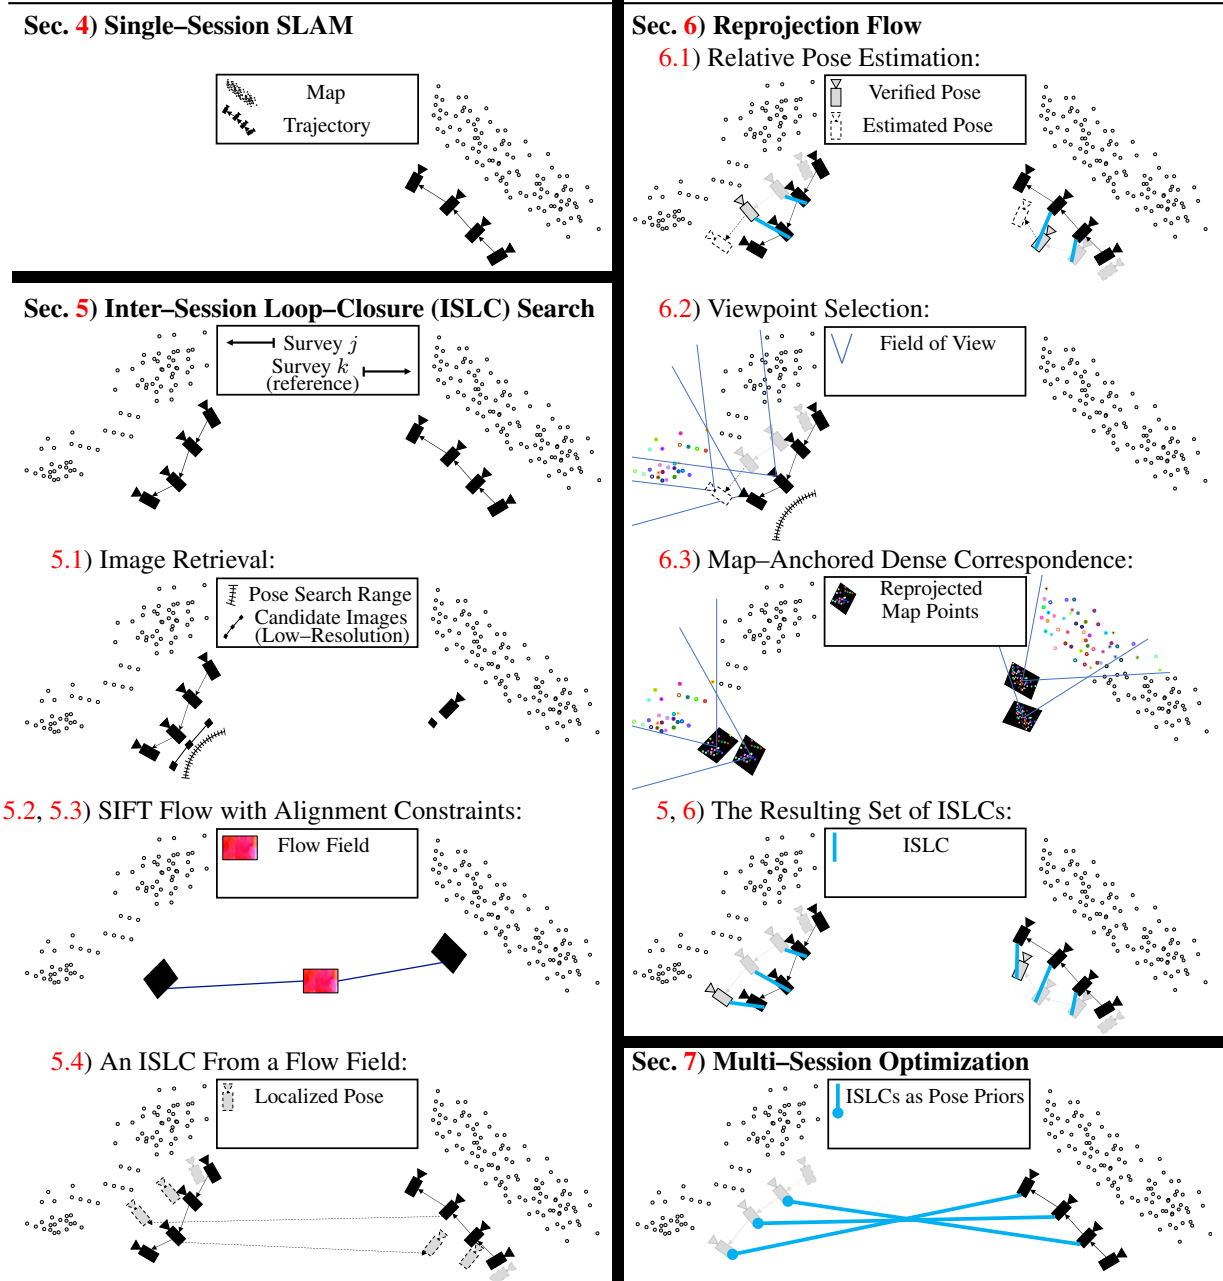 Sec. 4) Single–Session SLAM
Map
Trajectory
Sec. 5) Inter–Session Loop–Closure (ISLC) Search
Survey j
Survey k
(reference)
5.1) Image Retrieval:
Pose Search Range
Candidate Images
(Low–Resolution)
5.2, 5.3) SIFT Flow with Alignment Constraints:
Flow Field
5.4) An ISLC From a Flow Field:
Localized Pose
Sec. 6) Reprojection Flow
6.1) Relative Pose Estimation:
Verified Pose
Estimated Pose
6.2) Viewpoint Selection:
Field of View
6.3) Map–Anchored Dense Correspondence:
Reprojected
Map Points
5, 6) The Resulting Set of ISLCs:
ISLC
Sec. 7) Multi–Session Optimization
ISLCs as Pose Priors